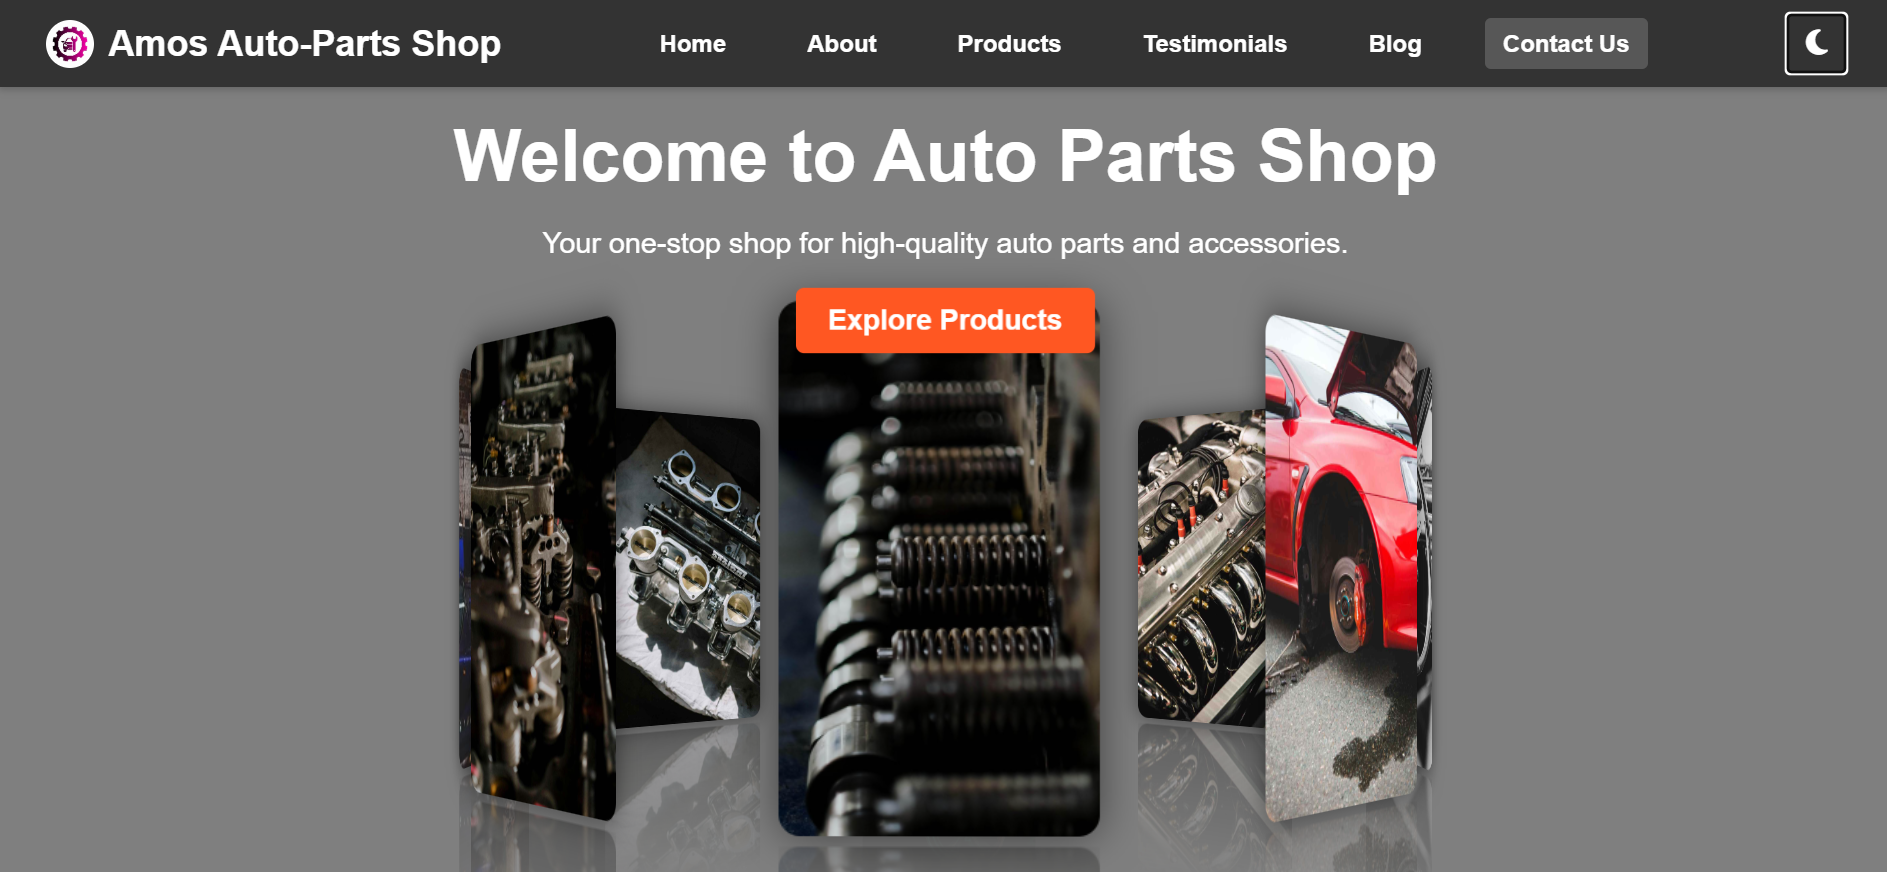 Amos Auto-Parts Shop
Home
About
Products
Testimonials
Blog
Contact Us
Welcome to Auto Parts Shop
Your one-stop shop for high-quality auto parts and accessories.
Explore Products